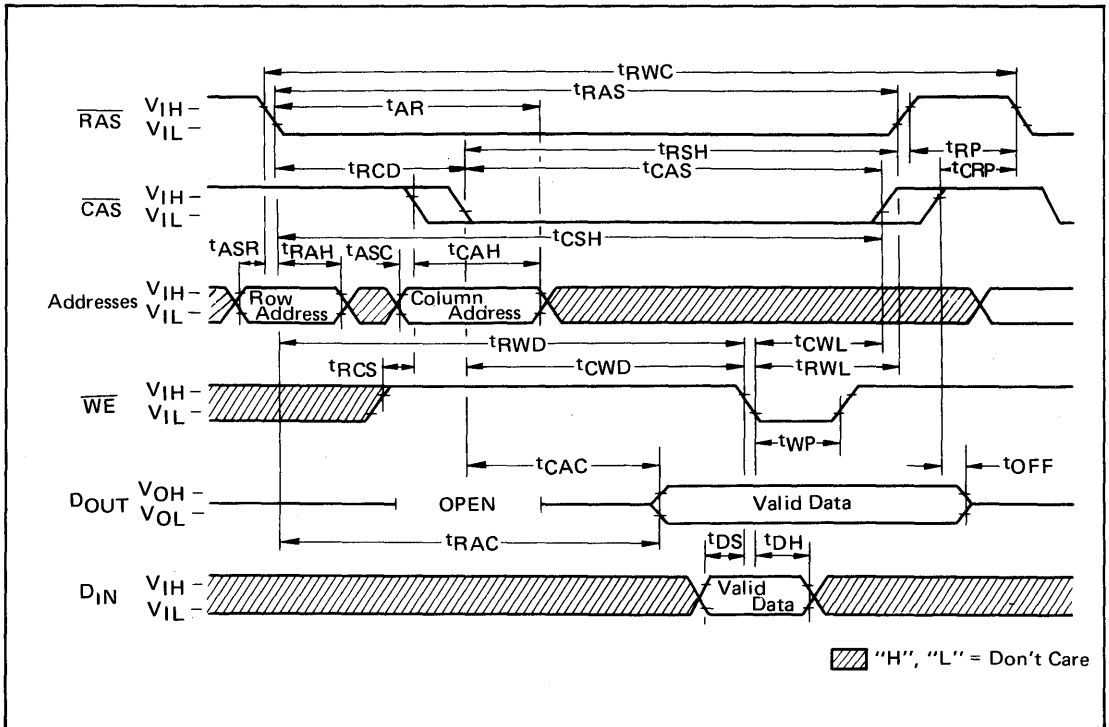 tRWC
tRAS
tAR
RAS VIH
VIL
tRSH
tRP
tRCD
tCAS
tCRP
CAS VIH
VIL
tCSH
tASR tRAH tASC tCAH
Addresses VIH
VIL
Row Address
Column Address
tRWD
tCWL
tRCS
tCWD
tRWL
WE VIH
VIL
tWP
tCAC
tOFF
DOUT VOH
VOL
OPEN
Valid Data
tRAC
tDS tDH
DIN VIH
VIL
Valid Data
"H", "L" = Don't Care